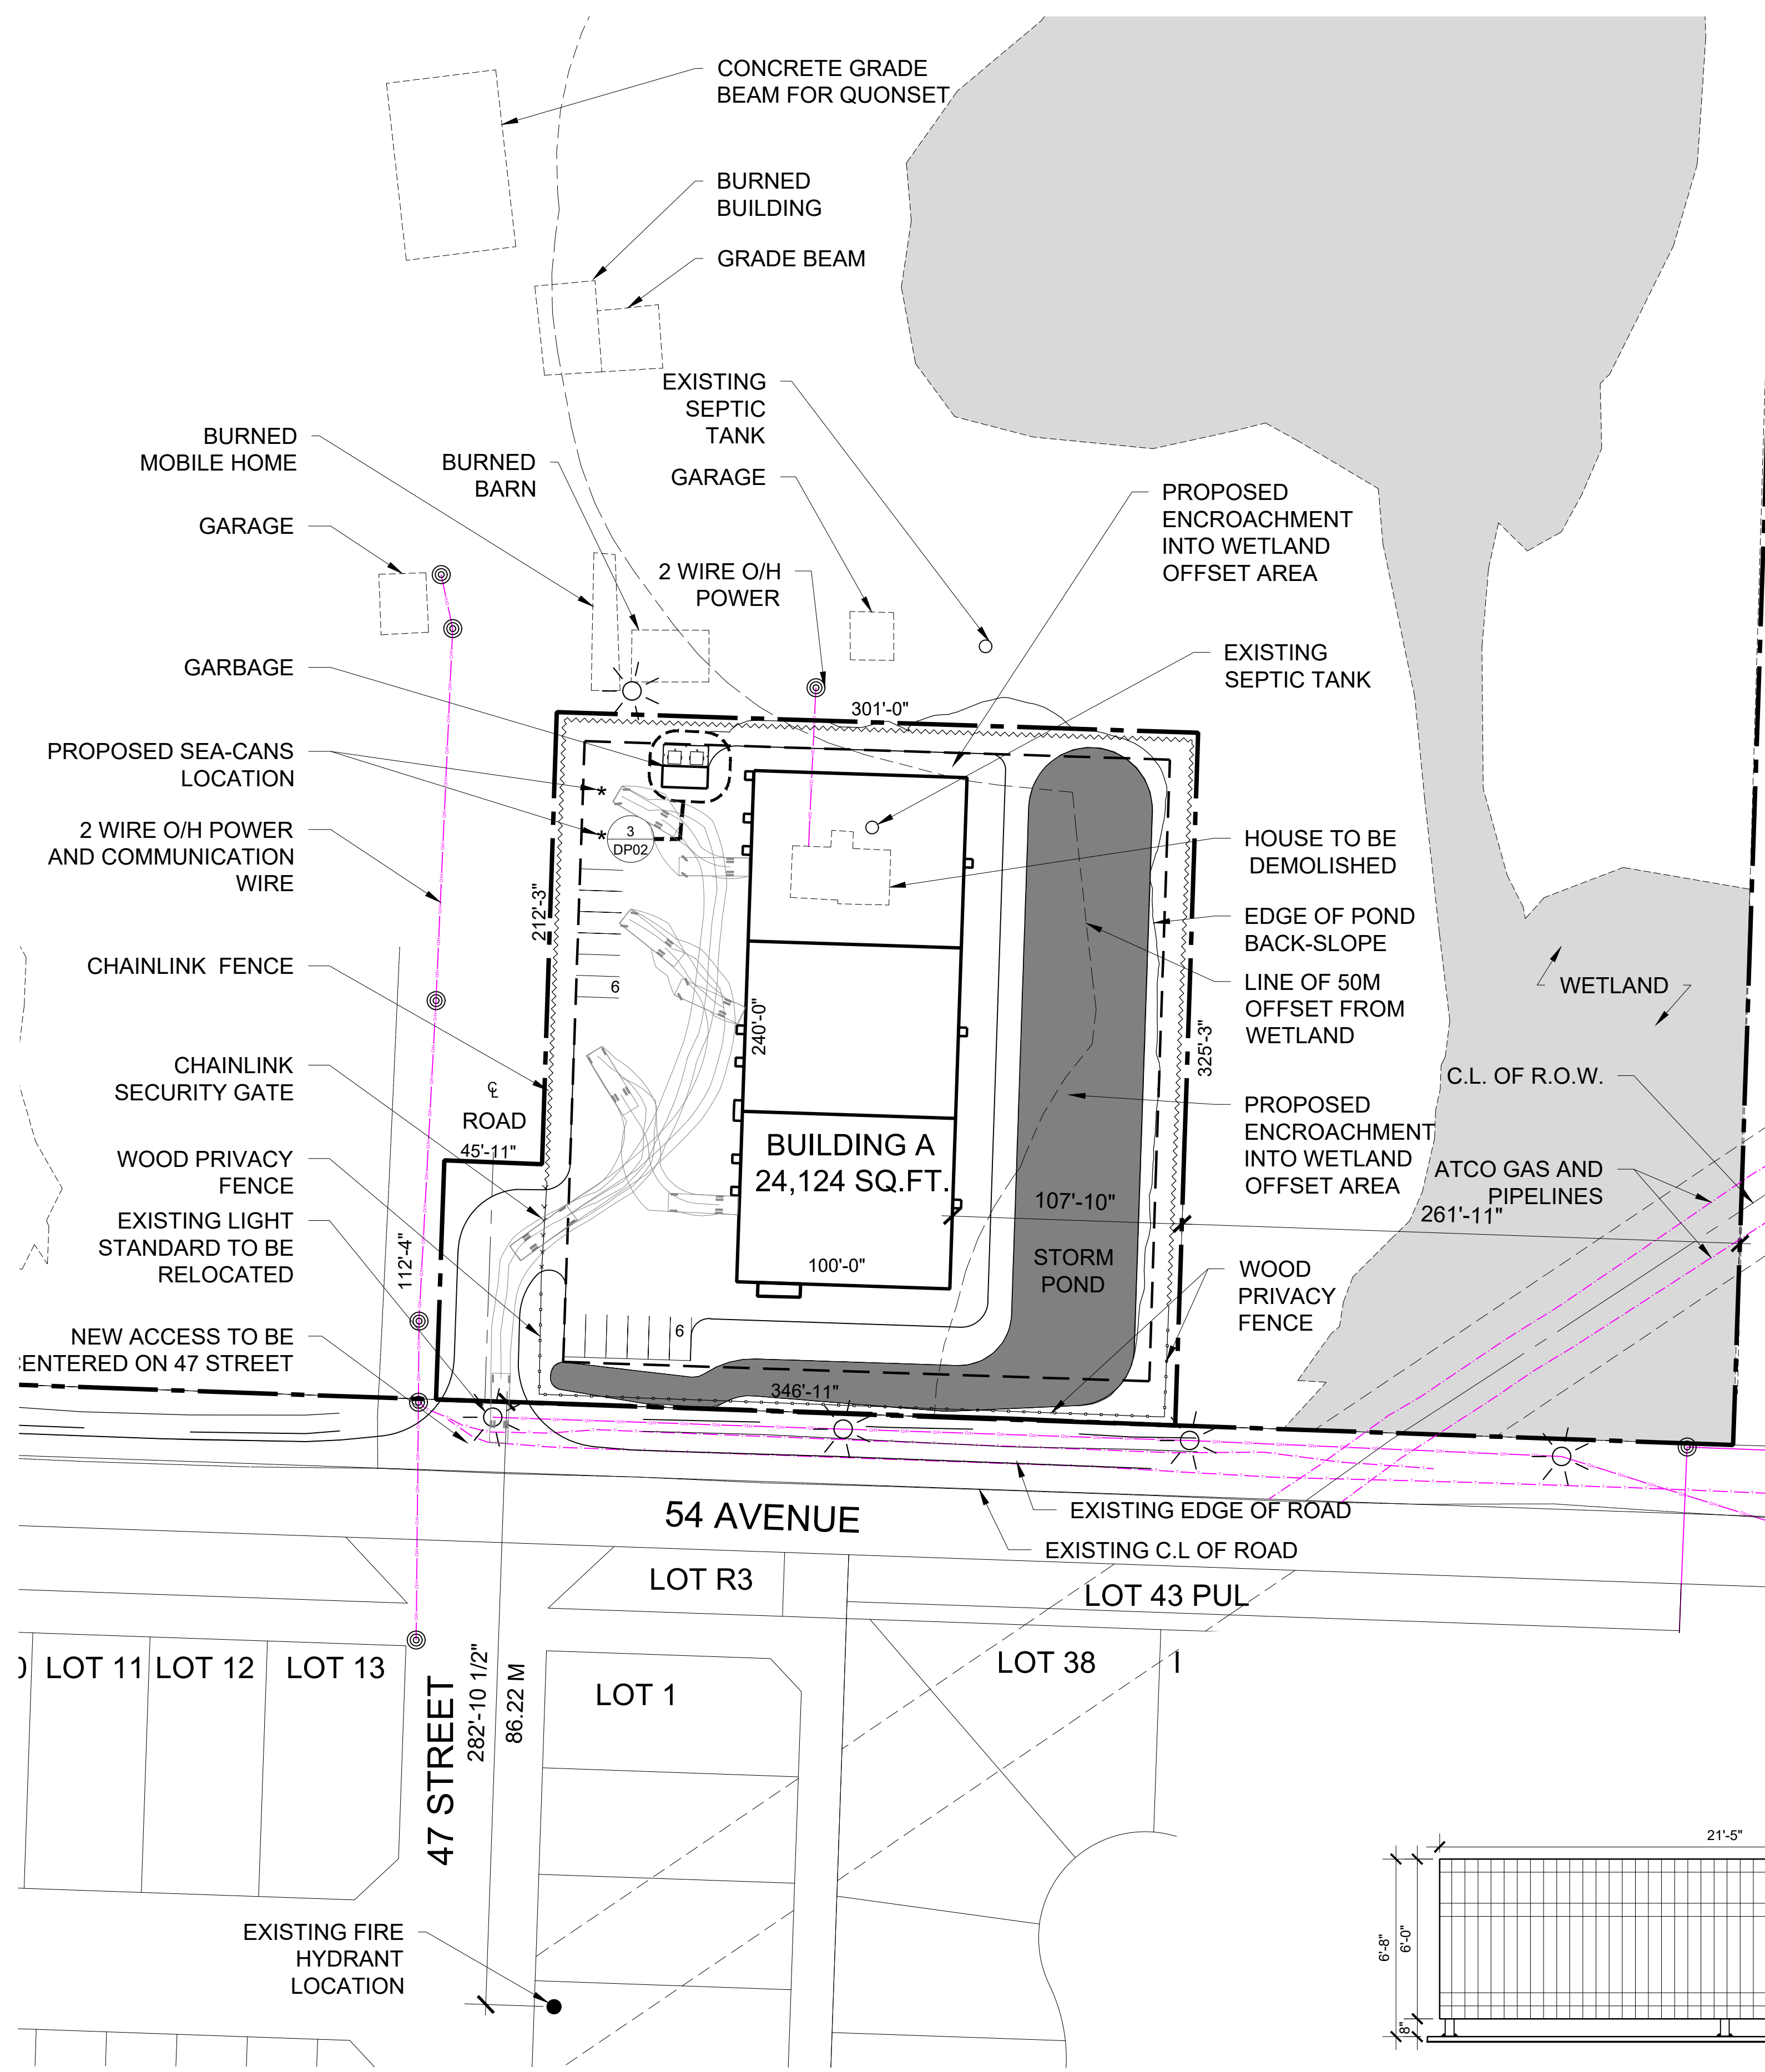 CONCRETE GRADE
BEAM FOR QUONSET
BURNED
BUILDING
GRADE BEAM
EXISTING
SEPTIC
TANK
BURNED
MOBILE HOME
BURNED
BARN
GARAGE
GARAGE
PROPOSED
ENCROACHMENT
INTO WETLAND
OFFSET AREA
2 WIRE O/H
POWER
GARBAGE
EXISTING
SEPTIC TANK
301'-0"
PROPOSED SEA-CANS
LOCATION
*
*
3
DP02
2 WIRE O/H POWER
AND COMMUNICATION
WIRE
HOUSE TO BE
DEMOLISHED
212'-3"
EDGE OF POND
BACK-SLOPE
CHAINLINK FENCE
6
LINE OF 50M
OFFSET FROM
WETLAND
WETLAND
240'-0"
325'-3"
CHAINLINK
SECURITY GATE
C.L. OF R.O.W.
℄
ROAD
45'-11"
PROPOSED
ENCROACHMENT
INTO WETLAND
OFFSET AREA
WOOD PRIVACY
FENCE
BUILDING A
24,124 SQ.FT.
ATCO GAS AND
PIPELINES
107'-10"
261'-11"
EXISTING LIGHT
STANDARD TO BE
RELOCATED
112'-4"
100'-0"
STORM
POND
WOOD
PRIVACY
FENCE
NEW ACCESS TO BE
CENTERED ON 47 STREET
6
346'-11"
54 AVENUE
EXISTING EDGE OF ROAD
EXISTING C.L OF ROAD
LOT R3
LOT 43 PUL
0
LOT 11
LOT 12
LOT 13
LOT 1
LOT 38
47 STREET
282'-10 1/2"
86.22 M
EXISTING FIRE
HYDRANT
LOCATION
21'-5"
6'-8"
6'-0"
8"